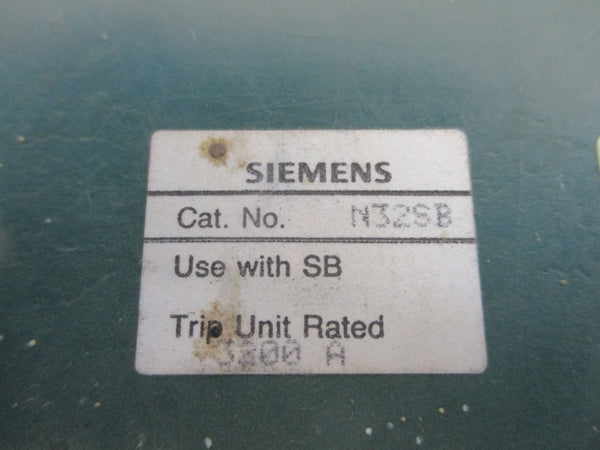 SIEMENS
Cat. No. N32SB
Use with SB
Trip Unit Rated
3200 A